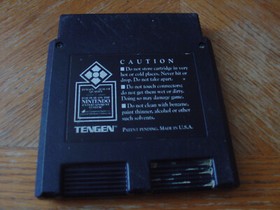 CAUTION
■ Do not store cartridge in very
hot or cold places. Never hit or
drop. Do not take apart.
■ Do not touch connectors;
do not get them wet or dirty.
Doing so may damage game.
■ Do not clean with benzene,
paint thinner, alcohol or other
such solvents.
NINTENDO
TENGEN
PATENT PENDING. MADE IN U.S.A.